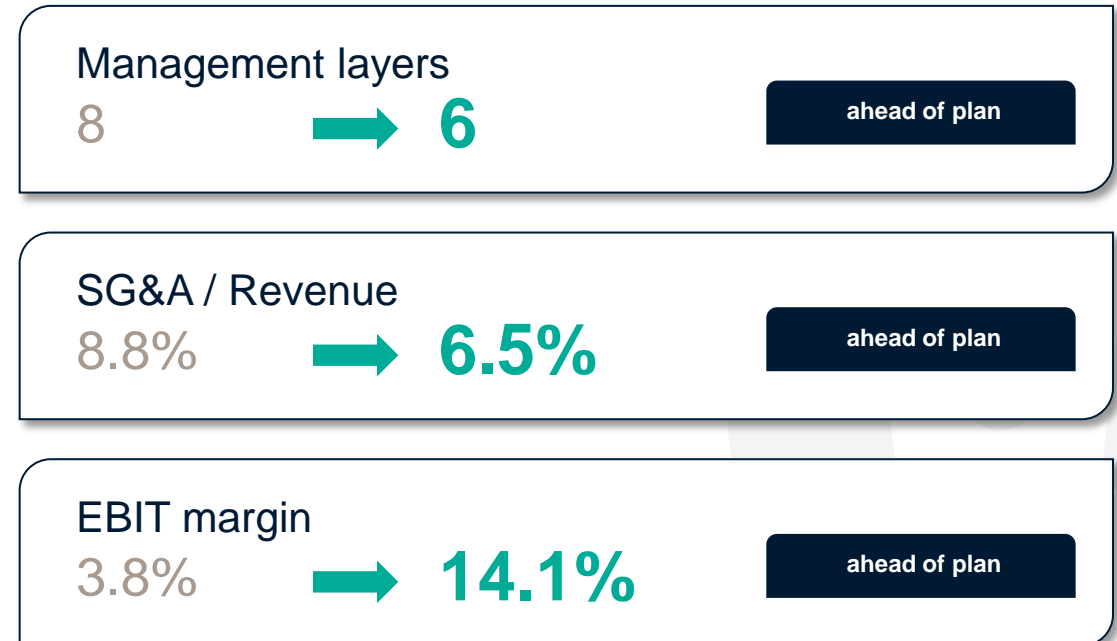 Management layers
8 6
ahead of plan
SG&A / Revenue
8.8% 6.5%
ahead of plan
EBIT margin
3.8% 14.1%
ahead of plan